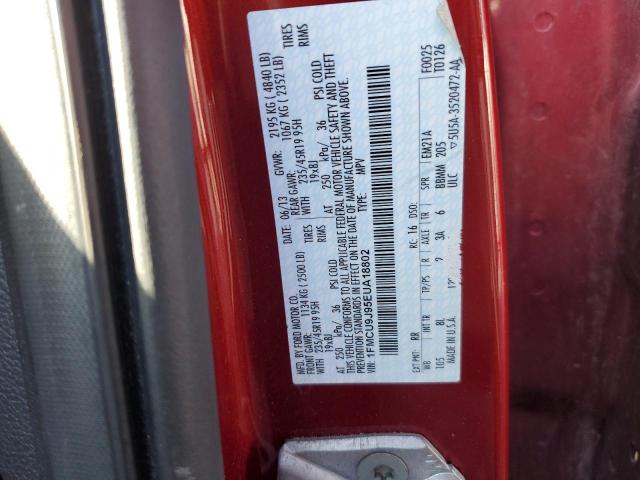 MFD. BY FORD MOTOR CO.
DATE: 06/13 GVWR: 2195 KG ( 4840 LB)
FRONT GAWR: 1134 KG ( 2500 LB) REAR GAWR: 1067 KG ( 2352 LB)
WITH 235/45R19 95H TIRES WITH 235/45R19 95H TIRES
19x8J RIMS 19x8J RIMS
AT 250 kPa/ 36 PSI COLD AT 250 kPa/ 36 PSI COLD
THIS VEHICLE CONFORMS TO ALL APPLICABLE FEDERAL MOTOR VEHICLE SAFETY AND THEFT
PREVENTION STANDARDS IN EFFECT ON THE DATE OF MANUFACTURE SHOWN ABOVE.
VIN: 1FMCU9J95EUA18802 TYPE: MPV
F0025
T0126
EXT PNT: RR RC: 16 DSO:
WB INT TR TP/PS R AXLE TR SPR EM21A
105 8L 9 3A 6 BBMM 205
MADE IN U.S.A. ULC ▽5U5A-3520472-AA